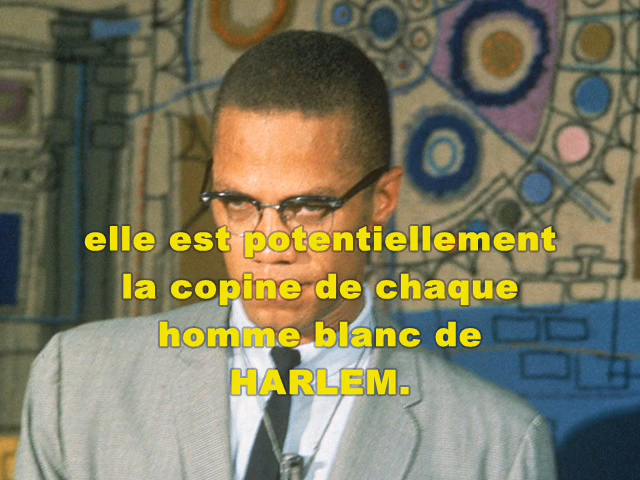 elle est potentiellement
la copine de chaque
homme blanc de
HARLEM.